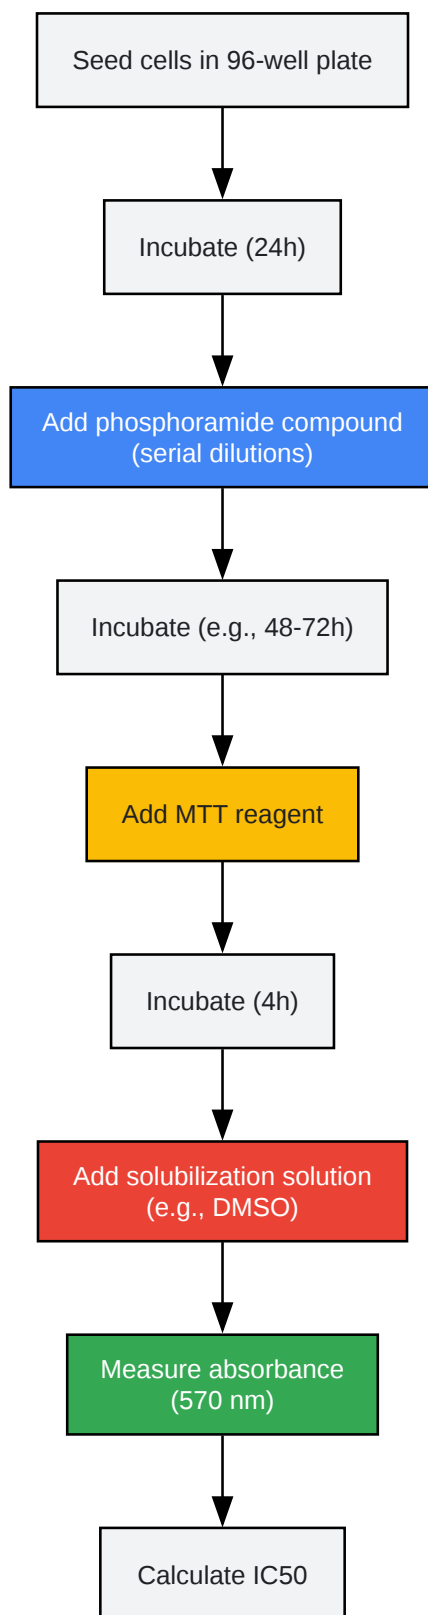 Seed cells in 96-well plate
Incubate (24h)
Add phosphoramide compound
(serial dilutions)
Incubate (e.g., 48-72h)
Add MTT reagent
Incubate (4h)
Add solubilization solution
(e.g., DMSO)
Measure absorbance
(570 nm)
Calculate IC50